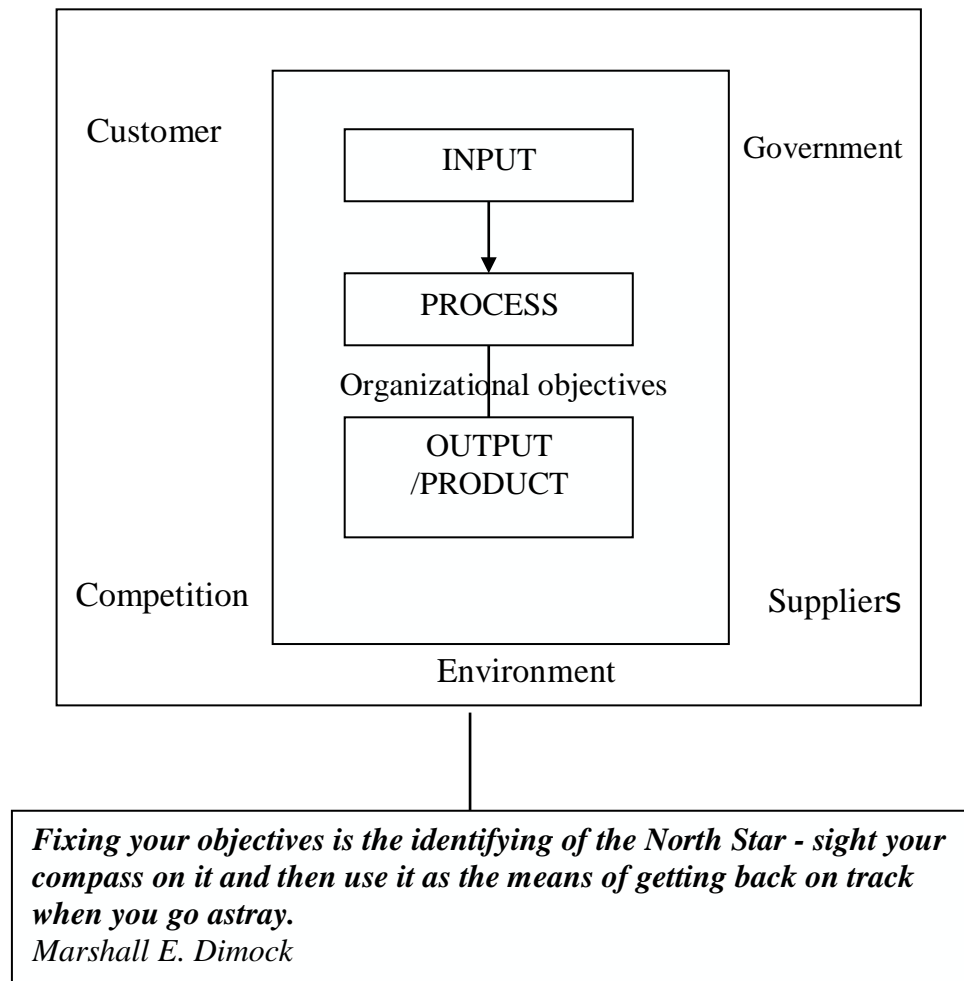 Customer
Government
INPUT
PROCESS
Organizational objectives
OUTPUT
/PRODUCT
Competition
Suppliers
Environment
Fixing your objectives is the identifying of the North Star - sight your
compass on it and then use it as the means of getting back on track
when you go astray.
Marshall E. Dimock